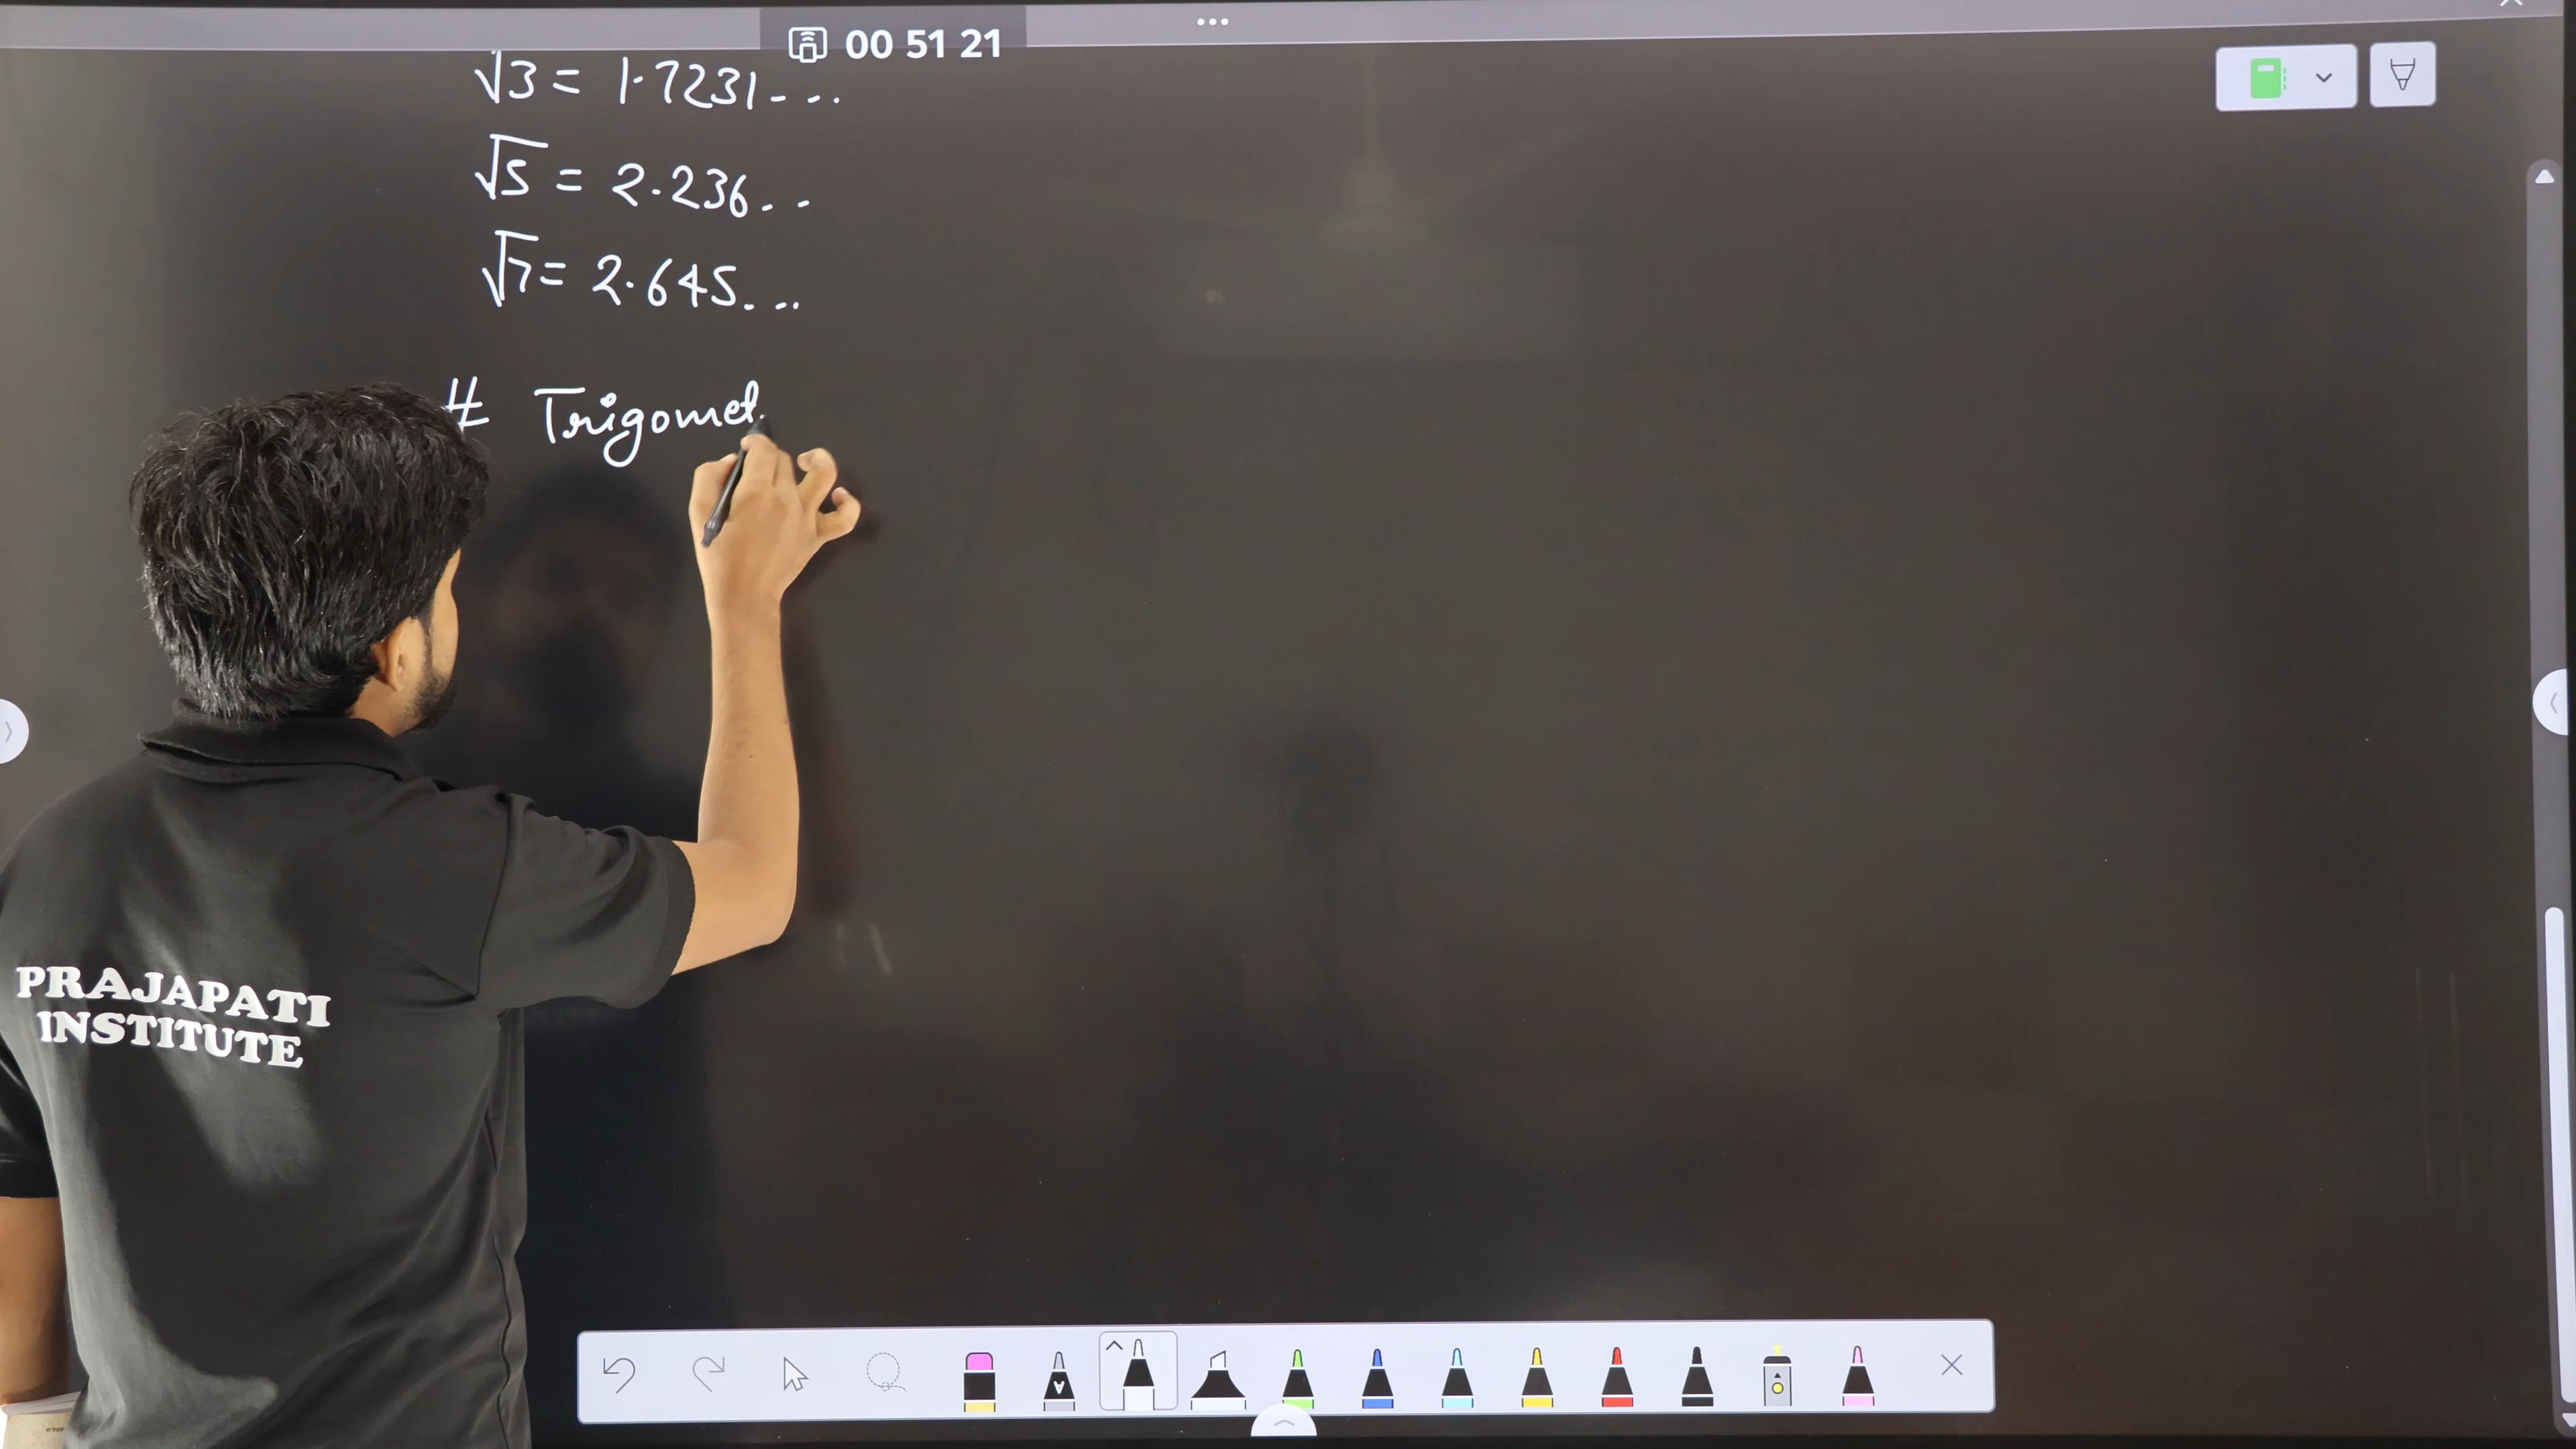 00 51 21
√3 = 1.7231...
√5 = 2.236..
√7 = 2.645...
# Trigomet
PRAJAPATI
INSTITUTE